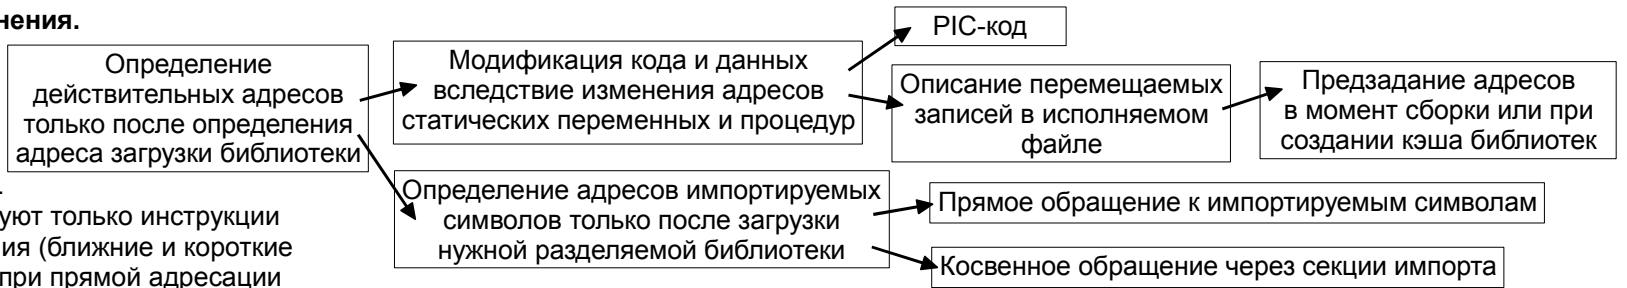 нения.
Определение
действительных адресов
только после определения
адреса загрузки библиотеки
Модификация кода и данных
вследствие изменения адресов
статических переменных и процедур
PIC-код
Описание перемещаемых
записей в исполняемом
файле
Предзадание адресов
в момент сборки или при
создании кэша библиотек
Определение адресов импортируемых
символов только после загрузки
нужной разделяемой библиотеки
Прямое обращение к импортируемым символам
Косвенное обращение через секции импорта
уют только инструкции
ия (ближние и короткие
при прямой адресации